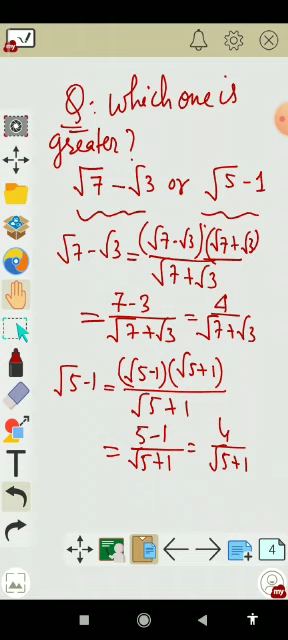 Q: which one is
greater?
√7 - √3 or √5 - 1
√7 - √3 = (√7 - √3)(√7 + √3) / √7 + √3
= 7 - 3 / √7 + √3 = 4 / √7 + √3
√5 - 1 = (√5 - 1)(√5 + 1) / √5 + 1
= 5 - 1 / √5 + 1 = 4 / √5 + 1
T
4
my
my